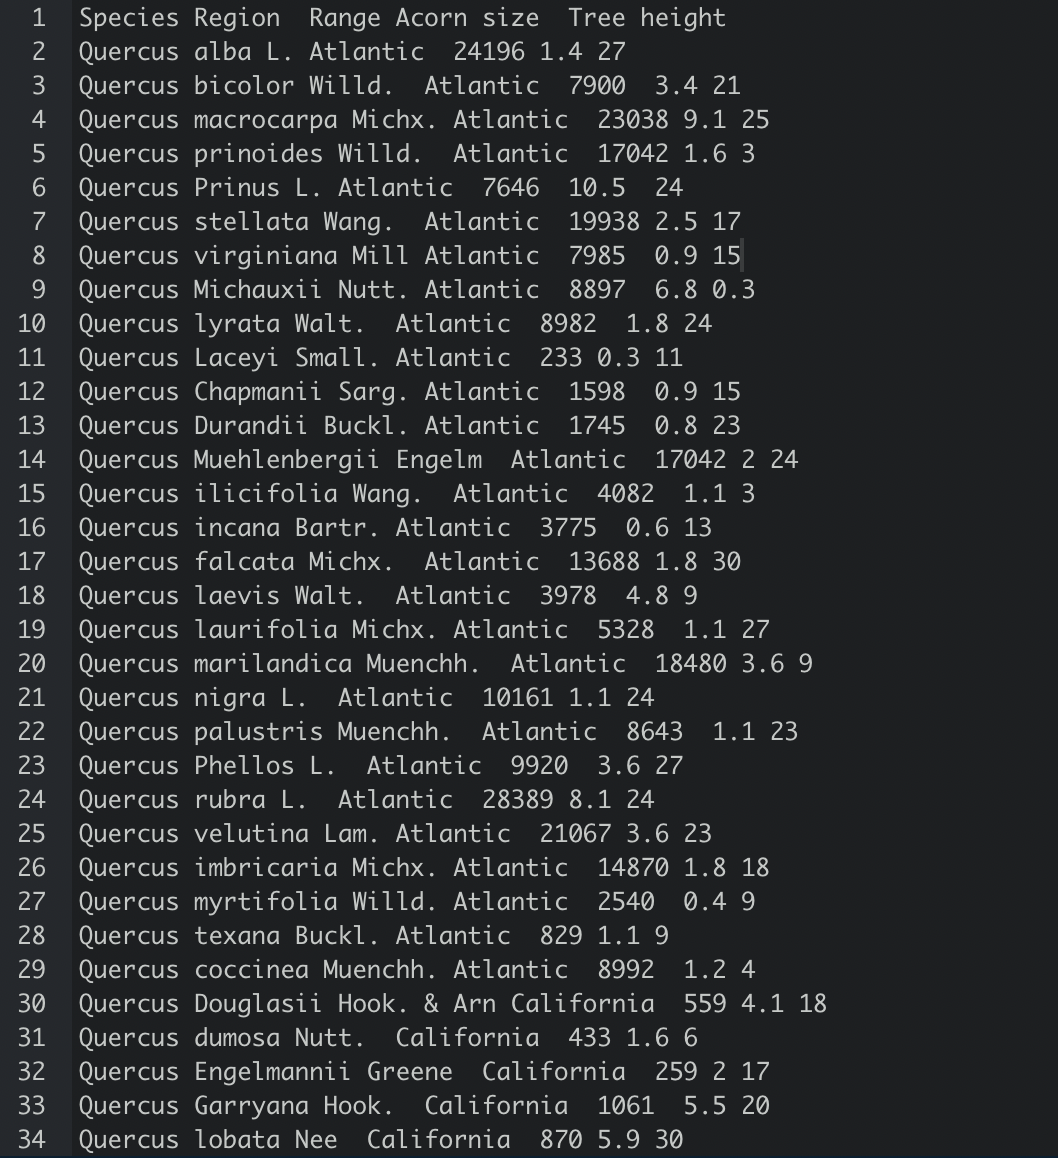 1 Species Region  Range Acorn size  Tree height
2 Quercus alba L. Atlantic  24196 1.4 27
3 Quercus bicolor Willd.  Atlantic  7900  3.4 21
4 Quercus macrocarpa Michx. Atlantic  23038 9.1 25
5 Quercus prinoides Willd.  Atlantic  17042 1.6 3
6 Quercus Prinus L. Atlantic  7646  10.5  24
7 Quercus stellata Wang.  Atlantic  19938 2.5 17
8 Quercus virginiana Mill Atlantic  7985  0.9 15
9 Quercus Michauxii Nutt. Atlantic  8897  6.8 0.3
10 Quercus lyrata Walt.  Atlantic  8982  1.8 24
11 Quercus Laceyi Small. Atlantic  233 0.3 11
12 Quercus Chapmanii Sarg. Atlantic  1598  0.9 15
13 Quercus Durandii Buckl. Atlantic  1745  0.8 23
14 Quercus Muehlenbergii Engelm  Atlantic  17042 2 24
15 Quercus ilicifolia Wang.  Atlantic  4082  1.1 3
16 Quercus incana Bartr. Atlantic  3775  0.6 13
17 Quercus falcata Michx.  Atlantic  13688 1.8 30
18 Quercus laevis Walt.  Atlantic  3978  4.8 9
19 Quercus laurifolia Michx. Atlantic  5328  1.1 27
20 Quercus marilandica Muenchh.  Atlantic  18480 3.6 9
21 Quercus nigra L.  Atlantic  10161 1.1 24
22 Quercus palustris Muenchh.  Atlantic  8643  1.1 23
23 Quercus Phellos L.  Atlantic  9920  3.6 27
24 Quercus rubra L.  Atlantic  28389 8.1 24
25 Quercus velutina Lam. Atlantic  21067 3.6 23
26 Quercus imbricaria Michx. Atlantic  14870 1.8 18
27 Quercus myrtifolia Willd. Atlantic  2540  0.4 9
28 Quercus texana Buckl. Atlantic  829 1.1 9
29 Quercus coccinea Muenchh. Atlantic  8992  1.2 4
30 Quercus Douglasii Hook. & Arn California  559 4.1 18
31 Quercus dumosa Nutt.  California  433 1.6 6
32 Quercus Engelmannii Greene  California  259 2 17
33 Quercus Garryana Hook.  California  1061  5.5 20
34 Quercus lobata Nee  California  870 5.9 30